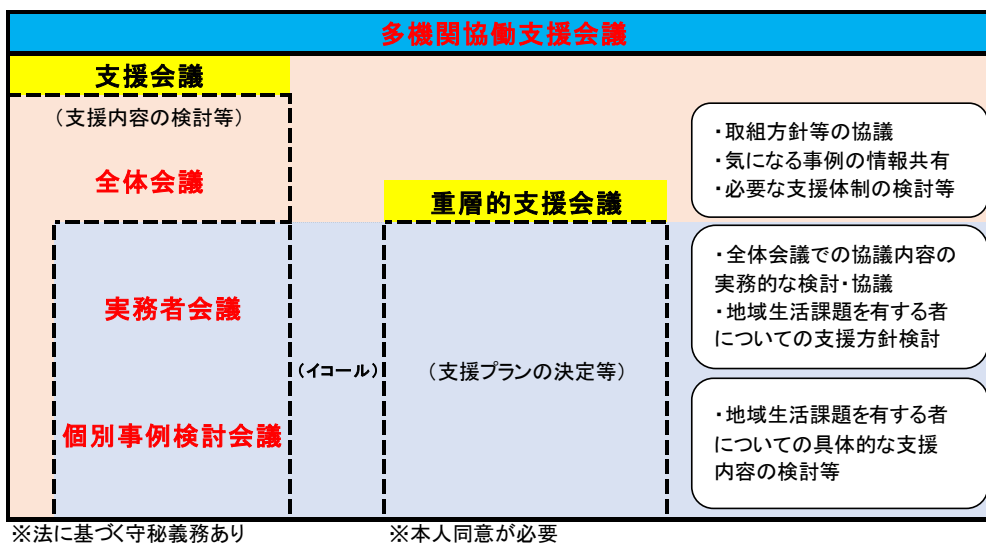 多機関協働支援会議
支援会議
（支援内容の検討等）
全体会議
実務者会議
個別事例検討会議
（イコール）
重層的支援会議
（支援プランの決定等）
・取組方針等の協議
・気になる事例の情報共有
・必要な支援体制の検討等
・全体会議での協議内容の
実務的な検討・協議
・地域生活課題を有する者
についての支援方針検討
・地域生活課題を有する者
についての具体的な支援
内容の検討等
※法に基づく守秘義務あり
※本人同意が必要